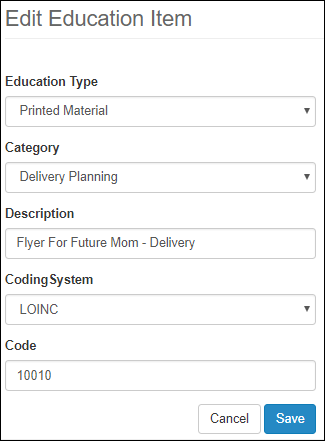 Edit Education Item
Education Type
Printed Material
Category
Delivery Planning
Description
Flyer For Future Mom - Delivery
CodingSystem
LOINC
Code
10010
Cancel Save